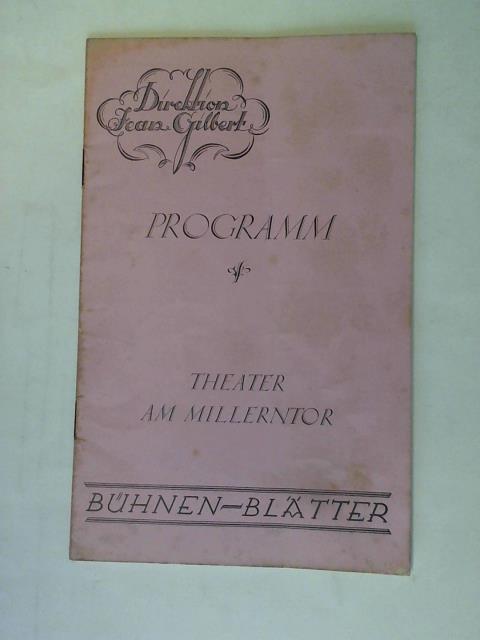 Direktion
Jean Gilbert
PROGRAMM
THEATER
AM MILLERNTOR
BÜHNEN-BLÄTTER